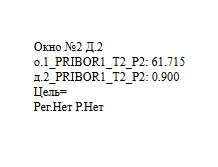 Окно №2 Д.2
о.1_PRIBOR1_T2_P2: 61.715
д.2_PRIBOR1_T2_P2: 0.900
Цель=
Рег.Нет Р.Нет